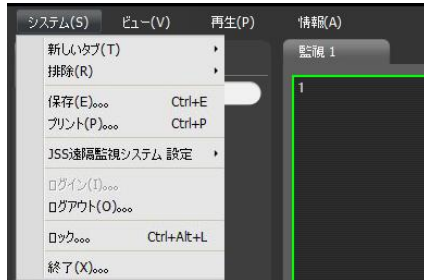 システム(S) ビュー(V) 再生(P) 情報(A)
新しいタブ(T)
排除(R)
保存(E)... Ctrl+E
プリント(P)... Ctrl+P
JSS遠隔監視システム 設定
ログイン(I)...
ログアウト(O)...
ロック... Ctrl+Alt+L
終了(X)...
監視 1
1